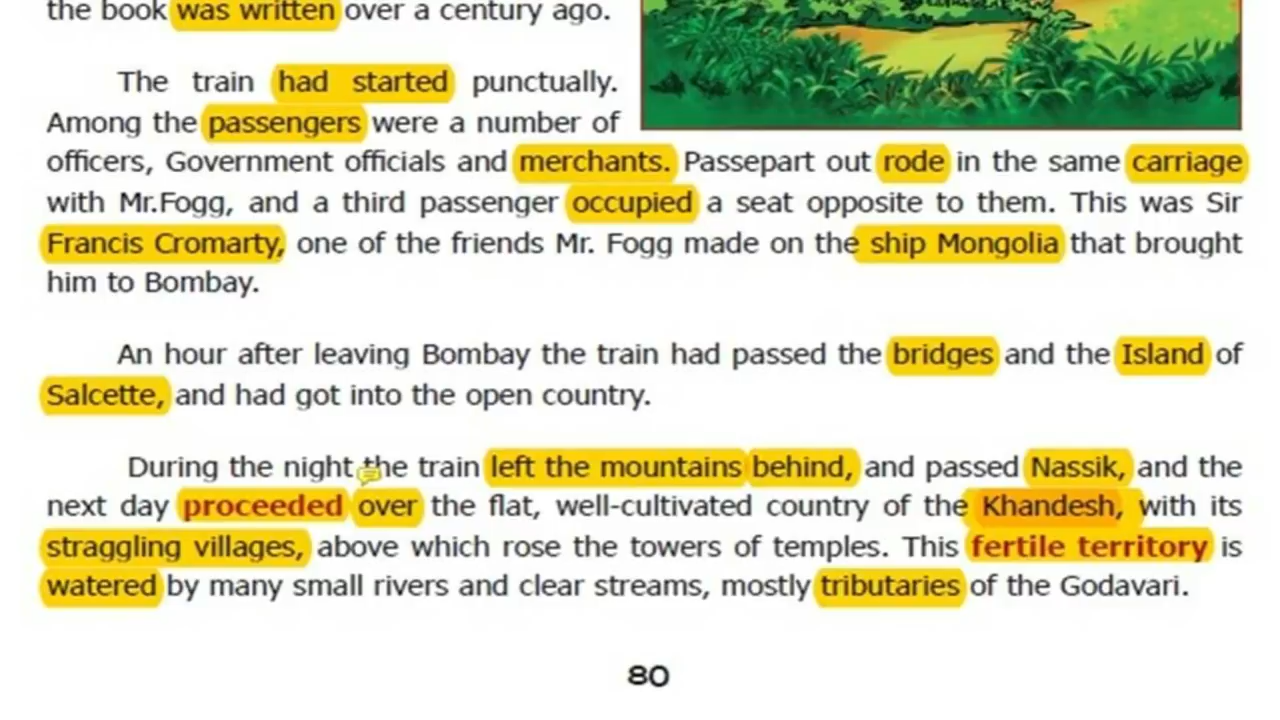 the book was written over a century ago.
The train had started punctually.
Among the passengers were a number of
officers, Government officials and merchants. Passepart out rode in the same carriage
with Mr.Fogg, and a third passenger occupied a seat opposite to them. This was Sir
Francis Cromarty, one of the friends Mr. Fogg made on the ship Mongolia that brought
him to Bombay.
An hour after leaving Bombay the train had passed the bridges and the Island of
Salcette, and had got into the open country.
During the night the train left the mountains behind, and passed Nassik, and the
next day proceeded over the flat, well-cultivated country of the Khandesh, with its
straggling villages, above which rose the towers of temples. This fertile territory is
watered by many small rivers and clear streams, mostly tributaries of the Godavari.
80